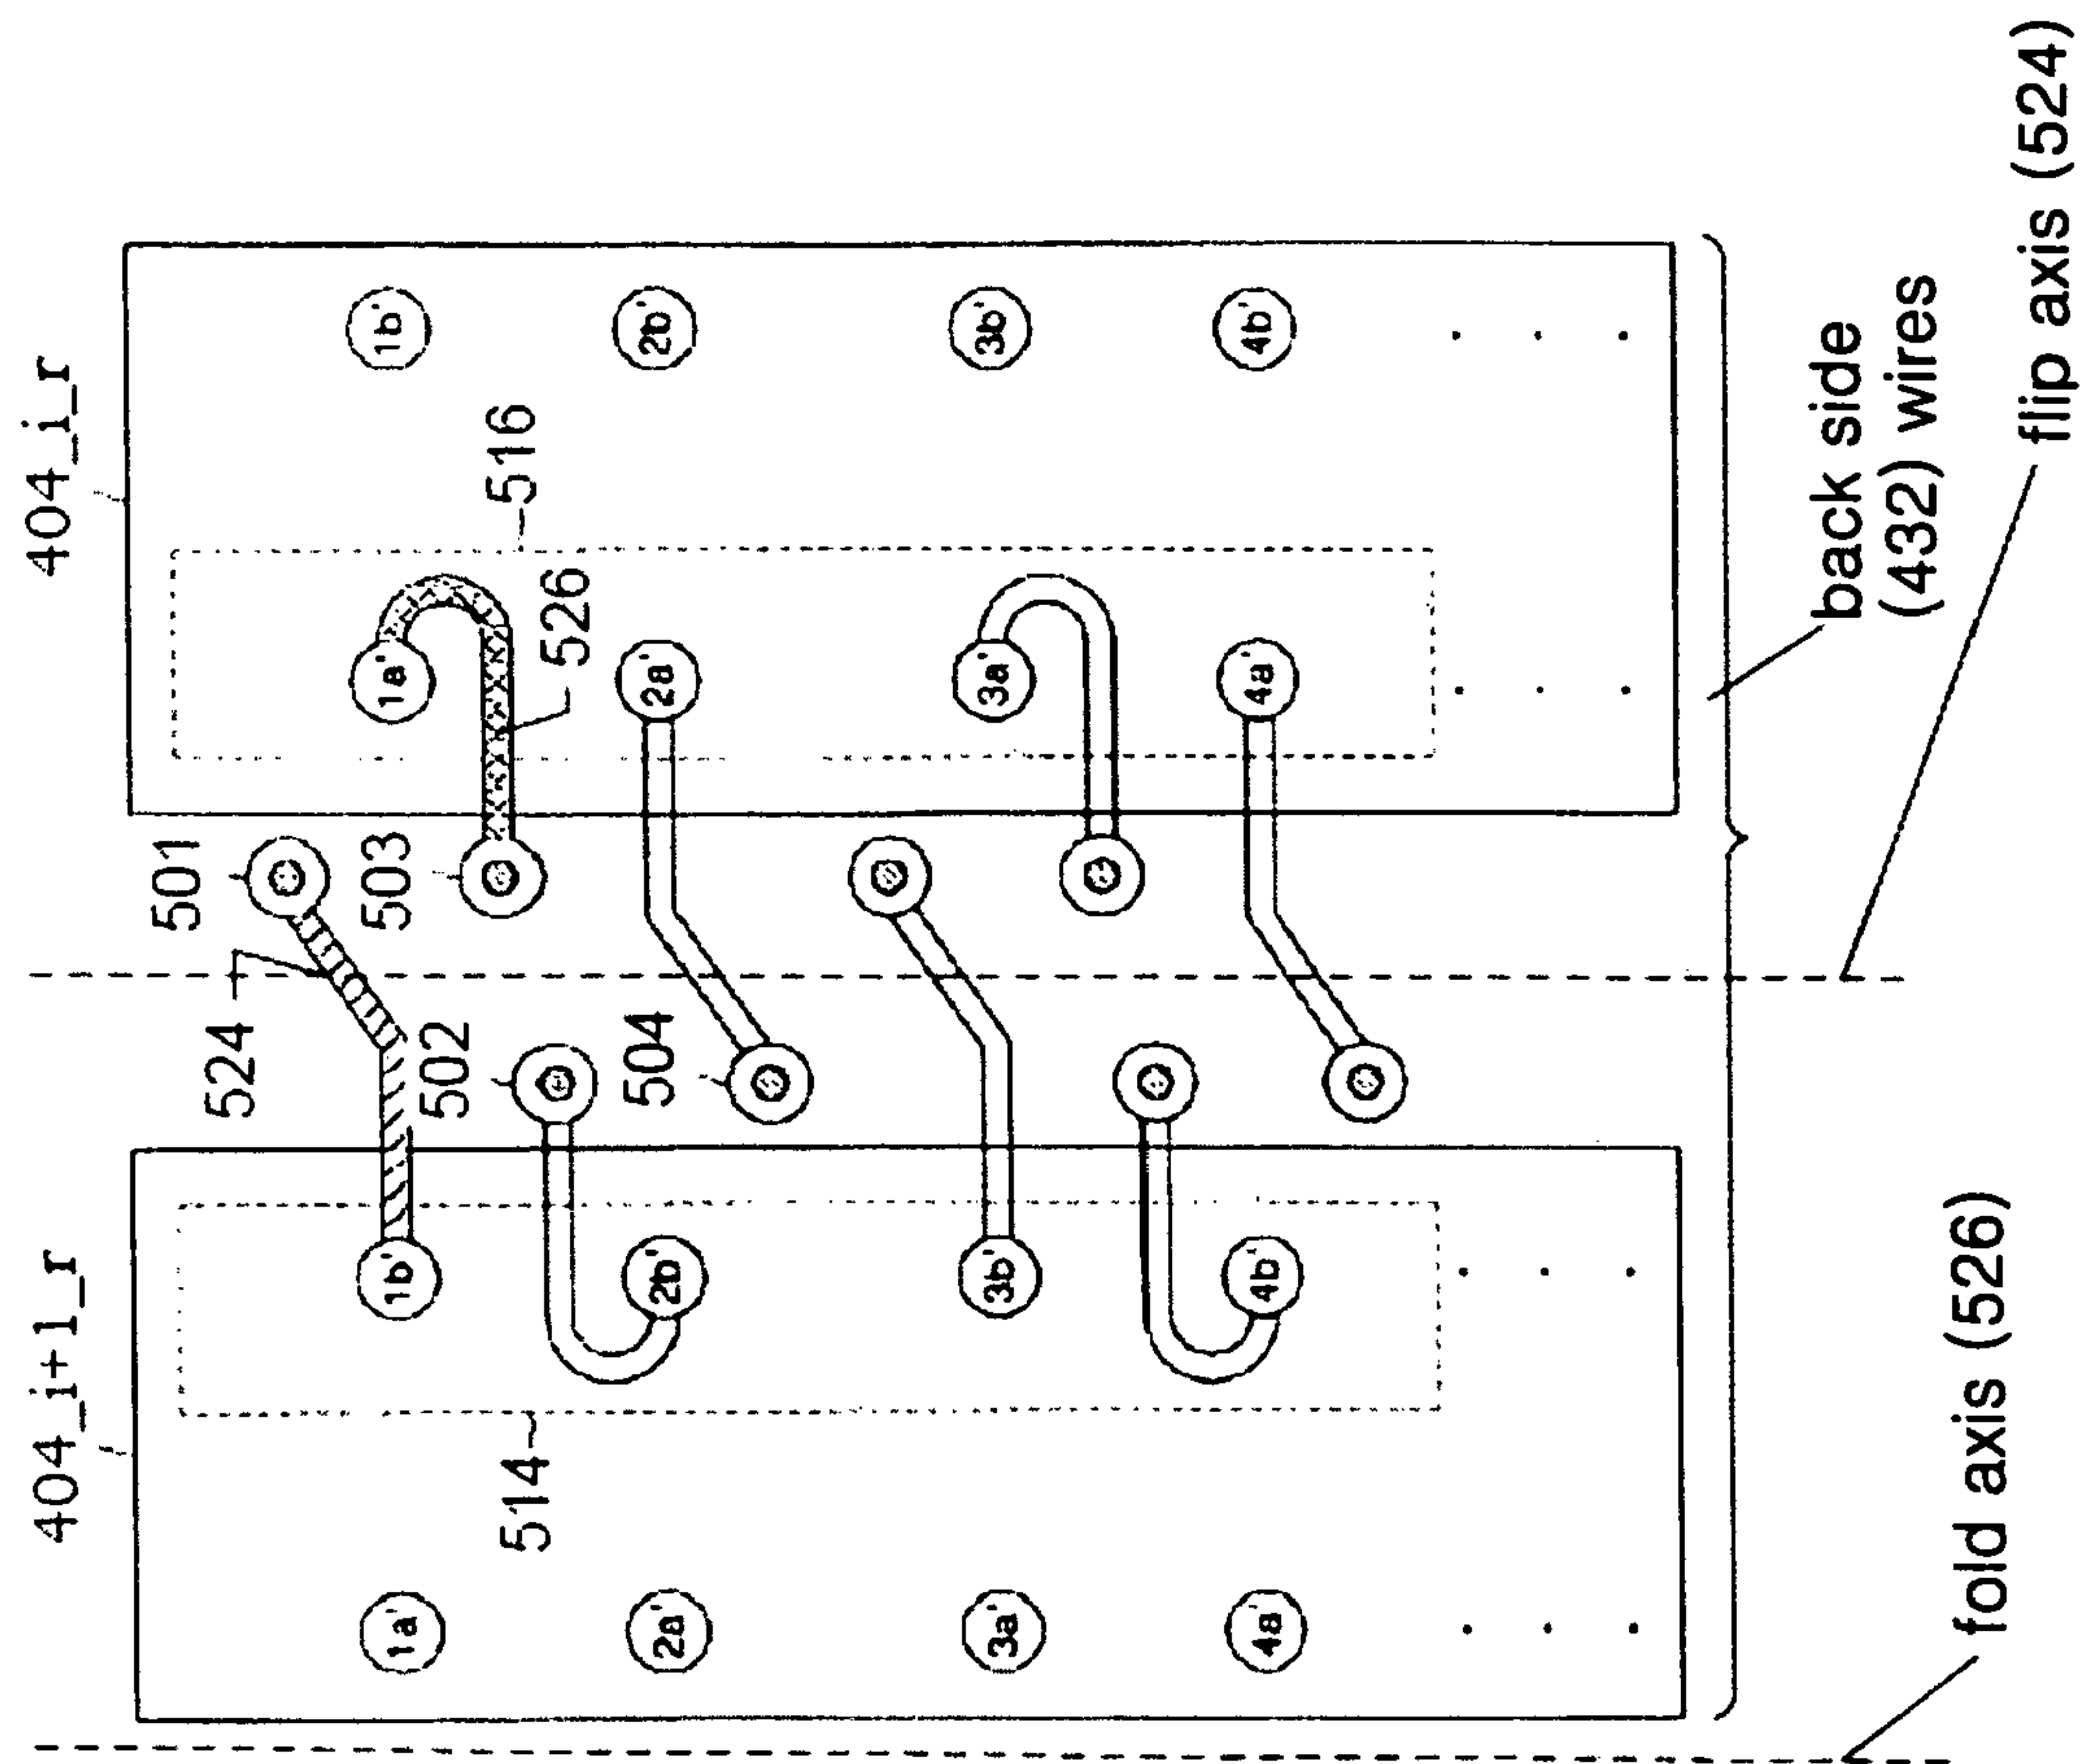 404_i+1_r
404_i_r
501
524
503
502
1a'
1b'
1a'
1b'
514
516
526
504
2a'
2b'
2a'
2b'
3a'
3b'
3a'
3b'
4a'
4b'
4a'
4b'
back side
(432) wires
fold axis (526)
flip axis (524)